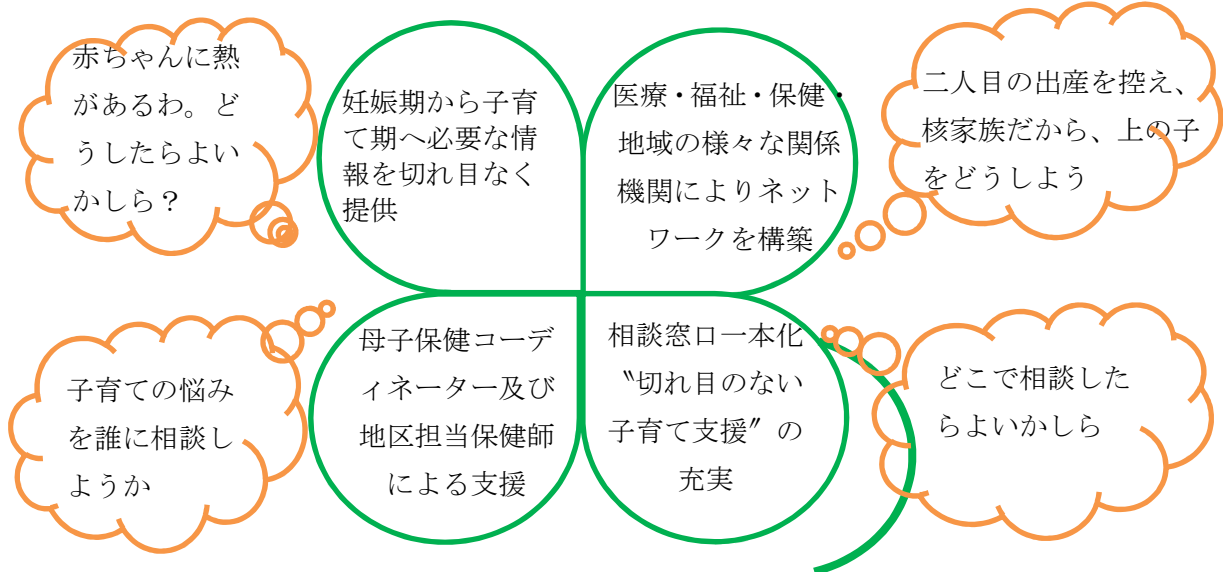 赤ちゃんに熱
があるわ。ど
うしたらよい
かしら？
妊娠期から子育
て期へ必要な情
報を切れ目なく
提供
医療・福祉・保健・
地域の様々な関係
機関によりネット
ワークを構築
二人目の出産を控え、
核家族だから、上の子
をどうしよう
子育ての悩み
を誰に相談し
ようか
母子保健コーデ
ィネーター及び
地区担当保健師
による支援
相談窓口一本化
〝切れ目のない
子育て支援〞の
充実
どこで相談した
らよいかしら